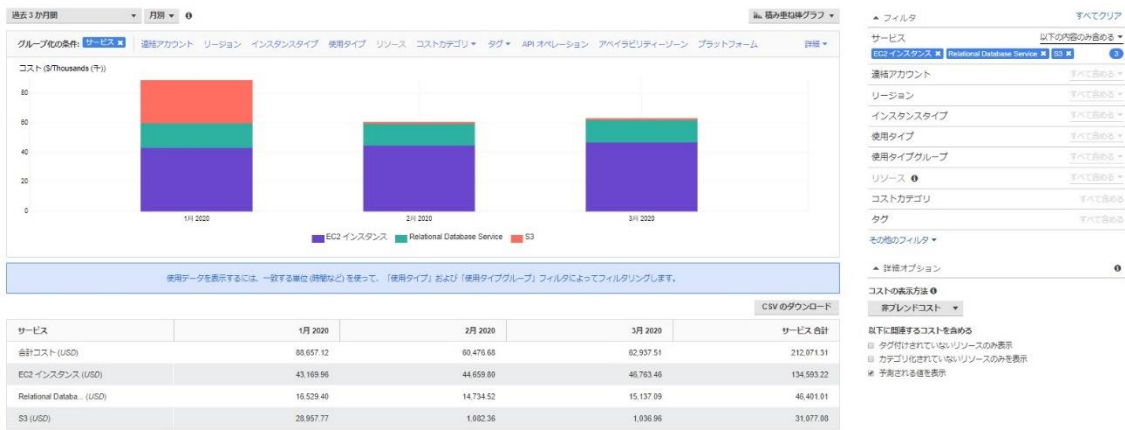 過去 3 か月間 月別 積み重ね棒グラフ
グループ化の条件: サービス 連結アカウント リージョン インスタンスタイプ 使用タイプ リソース コストカテゴリ タグ API オペレーション アベイラビリティーゾーン プラットフォーム 詳細
コスト ($/Thousands (千))
80
60
40
20
0
1月 2020 2月 2020 3月 2020
EC2 インスタンス Relational Database Service S3
使用データを表示するには、一致する単位 (時間など) を使って、「使用タイプ」および「使用タイプグループ」フィルタによってフィルタリングします。
CSV のダウンロード
サービス 1月 2020 2月 2020 3月 2020 サービス 合計
合計コスト (USD) 88,657.12 60,476.68 62,937.51 212,071.31
EC2 インスタンス (USD) 43,169.96 44,659.80 46,763.46 134,593.22
Relational Databa... (USD) 16,529.40 14,734.52 15,137.09 46,401.01
S3 (USD) 28,957.77 1,082.36 1,036.96 31,077.08
フィルタ すべてクリア
サービス 以下の内容のみ含める
EC2 インスタンス Relational Database Service S3 3
連結アカウント すべて含める
リージョン すべて含める
インスタンスタイプ すべて含める
使用タイプ すべて含める
使用タイプグループ すべて含める
リソース すべて含める
コストカテゴリ すべて含める
タグ すべて含める
その他のフィルタ
詳細オプション
コストの表示方法
非ブレンドコスト
以下に関連するコストを含める
タグ付けされていないリソースのみ表示
カテゴリ化されていないリソースのみを表示
予測される値を表示